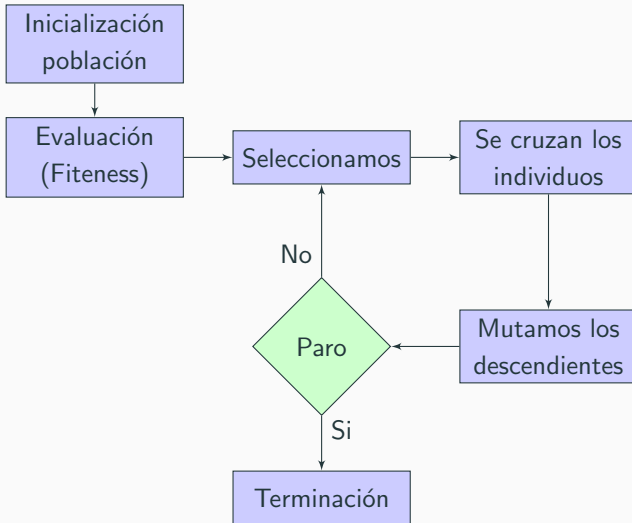 Inicialización
población
Evaluación
(Fiteness)
Seleccionamos
Se cruzan los
individuos
No
Paro
Mutamos los
descendientes
Si
Terminación